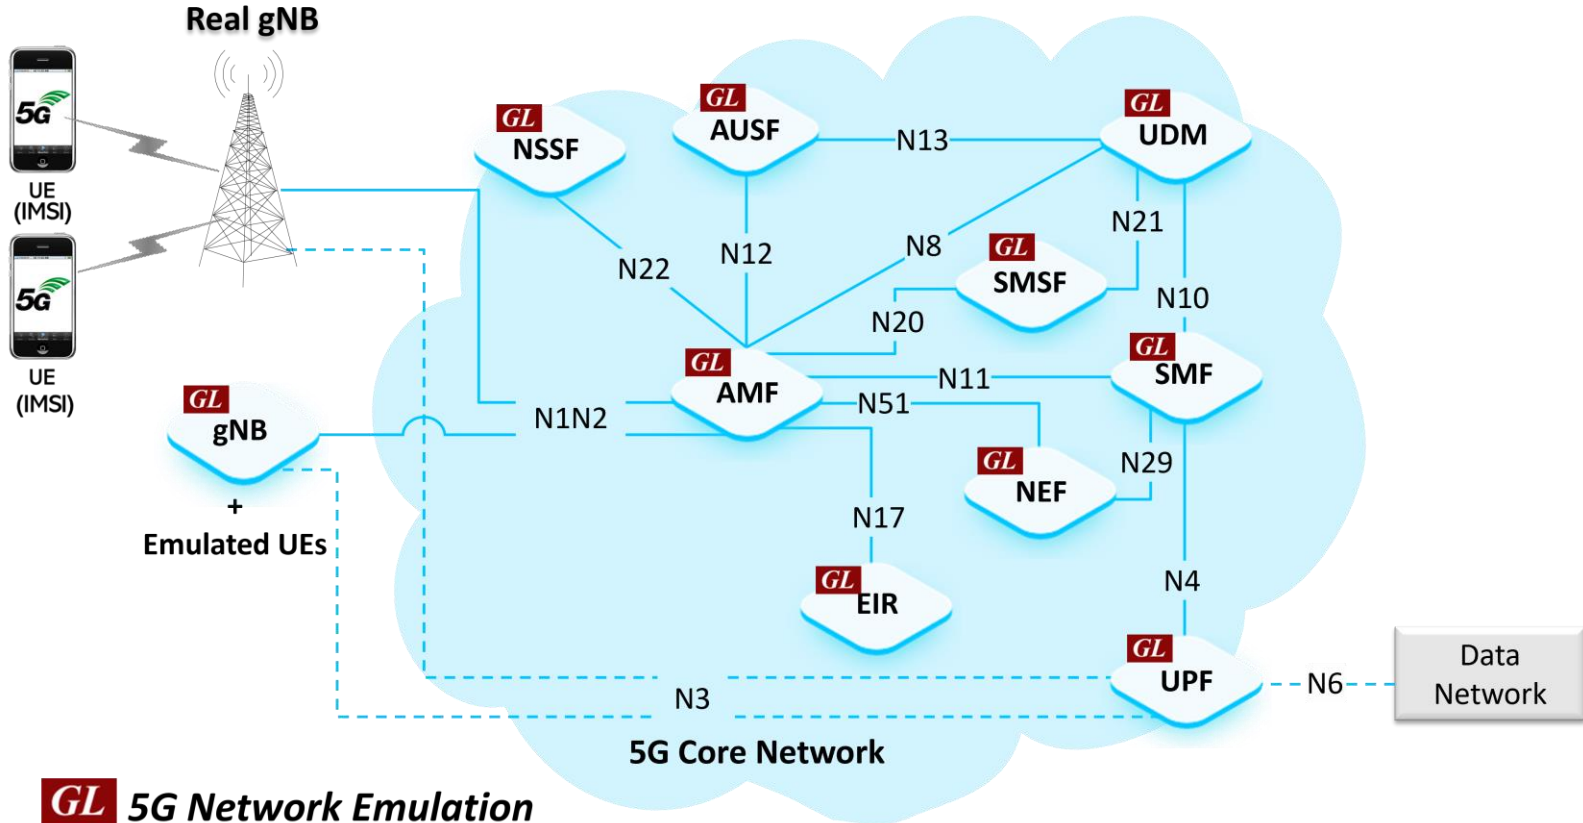 Real gNB
5G
UE
(IMSI)
5G
UE
(IMSI)
GL
NSSF
GL
AUSF
N13
GL
UDM
N22
N12
N8
N21
GL
SMSF
N20
N10
GL
AMF
N11
GL
SMF
N51
GL
gNB
+
Emulated UEs
N1N2
GL
NEF
N29
N17
GL
EIR
N4
GL
UPF
N6
Data
Network
N3
5G Core Network
GL 5G Network Emulation